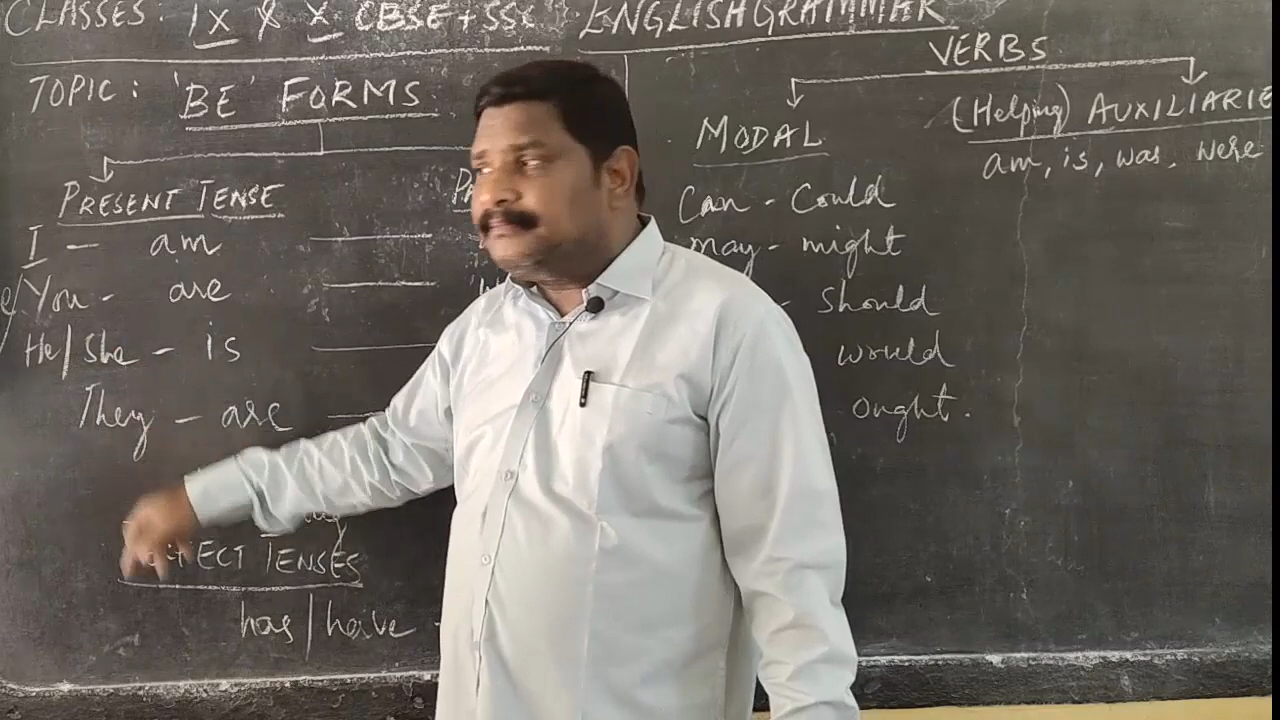 CLASSES: IX & X CBSE+SSC ENGLISH GRAMMAR
TOPIC: 'BE' FORMS
PRESENT TENSE
I - am
You - are
He/She - is
They - are
TENSES
has/have
VERBS
MODAL
Can - Could
may - might
Should
would
ought.
(Helping) AUXILIARIE
am, is, was, were